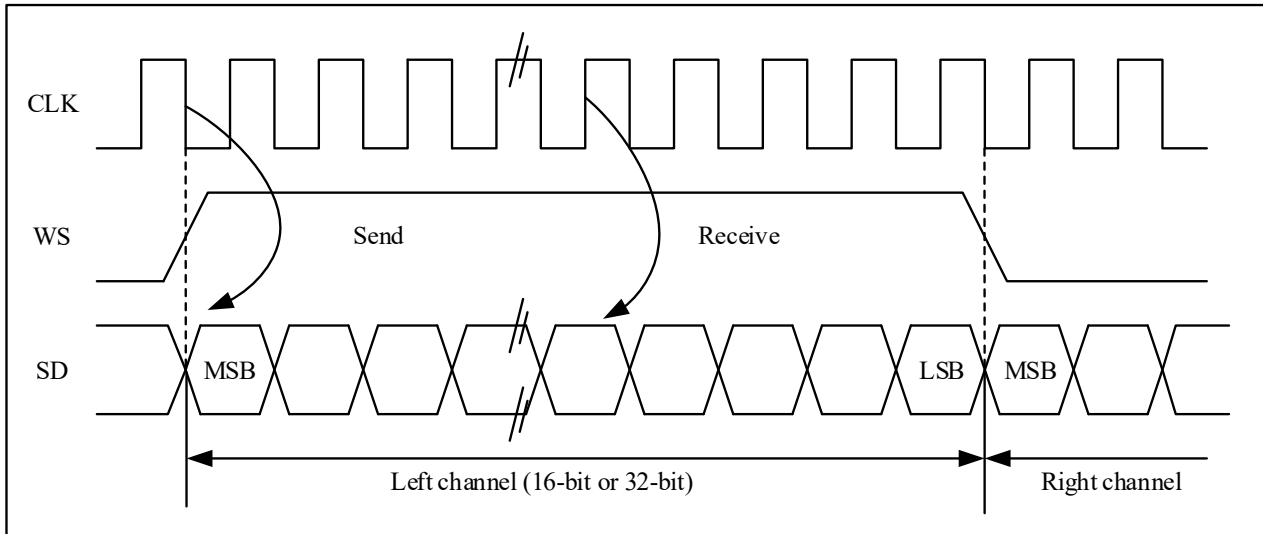 CLK
WS
Send
Receive
SD
MSB
LSB
MSB
Left channel (16-bit or 32-bit)
Right channel